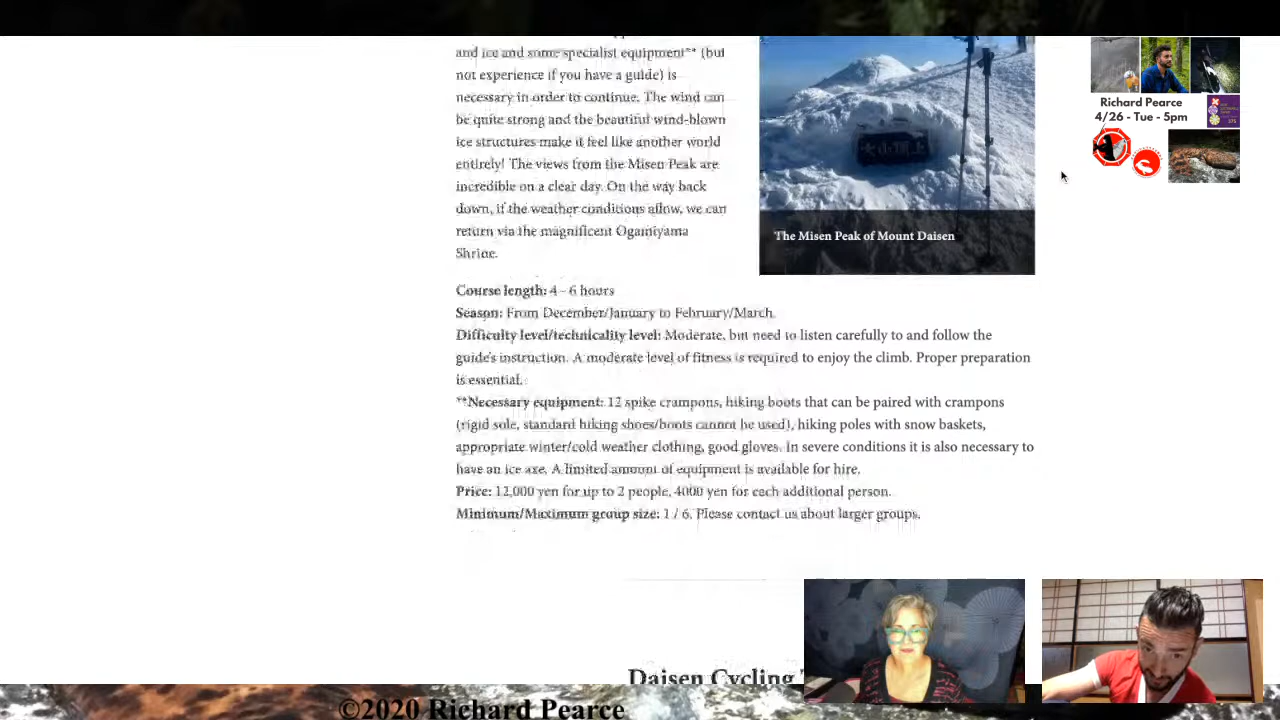 and ice and some specialist equipment** (but
not experience if you have a guide) is
necessary in order to continue. The wind can
be quite strong and the beautiful wind-blown
ice structures make it feel like another world
entirely! The views from the Misen Peak are
incredible on a clear day. On the way back
down, if the weather conditions allow, we can
return via the magnificent Ogamiyama
Shrine.
The Misen Peak of Mount Daisen
Course length: 4 – 6 hours
Season: From December/January to February/March.
Difficulty level/technicality level: Moderate, but need to listen carefully to and follow the
guide's instruction. A moderate level of fitness is required to enjoy the climb. Proper preparation
is essential.
**Necessary equipment: 12 spike crampons, hiking boots that can be paired with crampons
(rigid sole, standard hiking shoes/boots cannot be used), hiking poles with snow baskets,
appropriate winter/cold weather clothing, good gloves. In severe conditions it is also necessary to
have an ice axe. A limited amount of equipment is available for hire.
Price: 12,000 yen for up to 2 people, 4000 yen for each additional person.
Minimum/Maximum group size: 1 / 6. Please contact us about larger groups.
Daisen Cycling
Richard Pearce
4/26 - Tue - 5pm
©2020 Richard Pearce